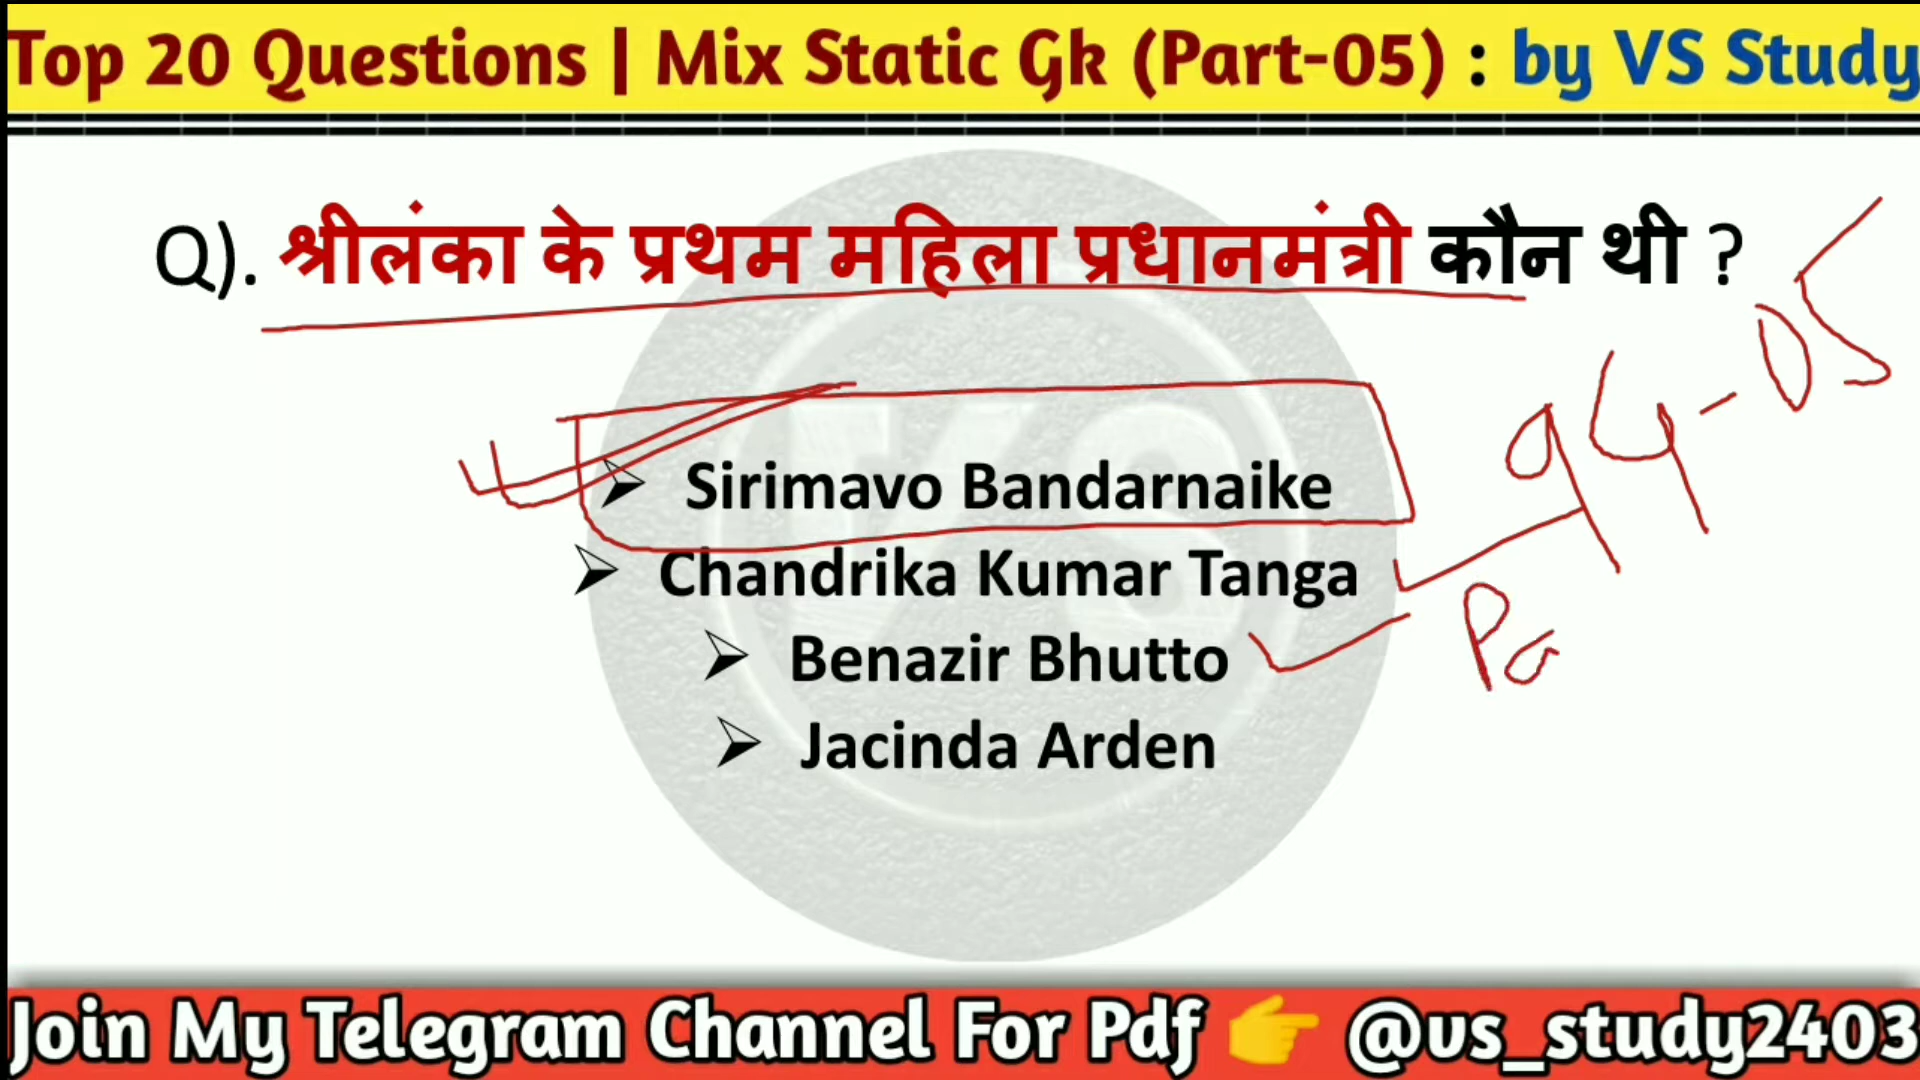 Top 20 Questions | Mix Static Gk (Part-05) : by VS Study
Q). श्रीलंका के प्रथम महिला प्रधानमंत्री कौन थी ?
94-05
➢ Sirimavo Bandarnaike
➢ Chandrika Kumar Tanga
➢ Benazir Bhutto
➢ Jacinda Arden
VS
Join My Telegram Channel For Pdf 👉 @vs_study2403